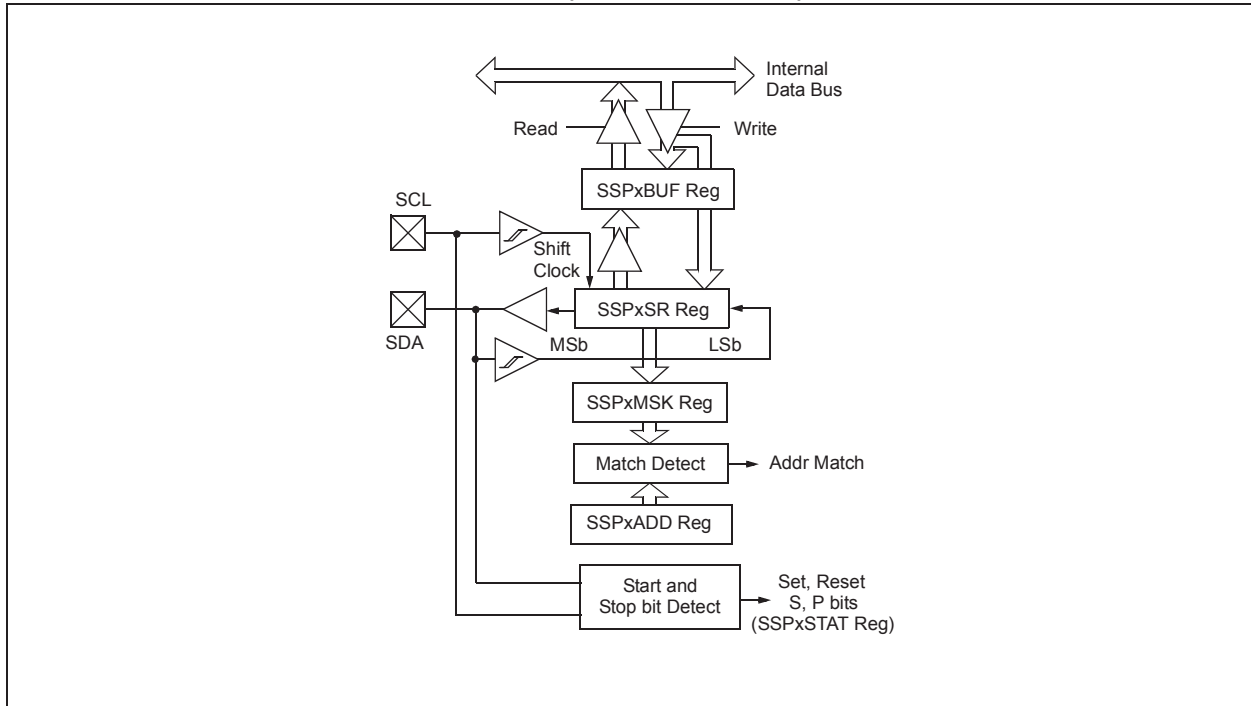 Internal
Data Bus
Read
Write
SSPxBUF Reg
SCL
Shift
Clock
SSPxSR Reg
SDA
MSb
LSb
SSPxMSK Reg
Match Detect
Addr Match
SSPxADD Reg
Start and
Stop bit Detect
Set, Reset
S, P bits
(SSPxSTAT Reg)